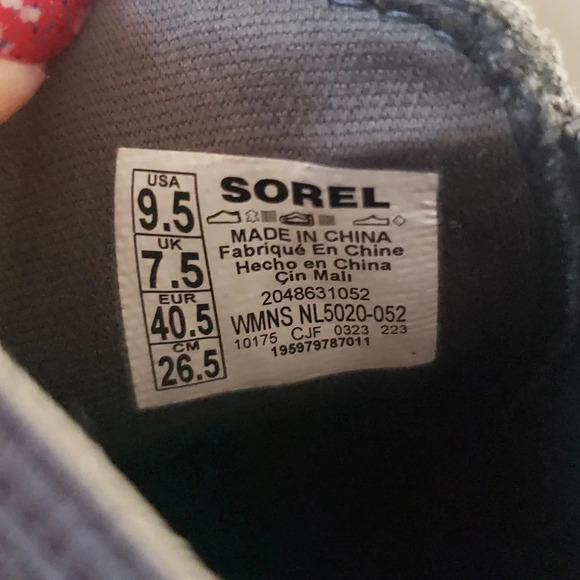 USA
9.5
UK
7.5
EUR
40.5
CM
26.5
SOREL
MADE IN CHINA
Fabriqué En Chine
Hecho en China
Çin Malı
2048631052
WMNS NL5020-052
10175 CJF 0323 223
195979787011